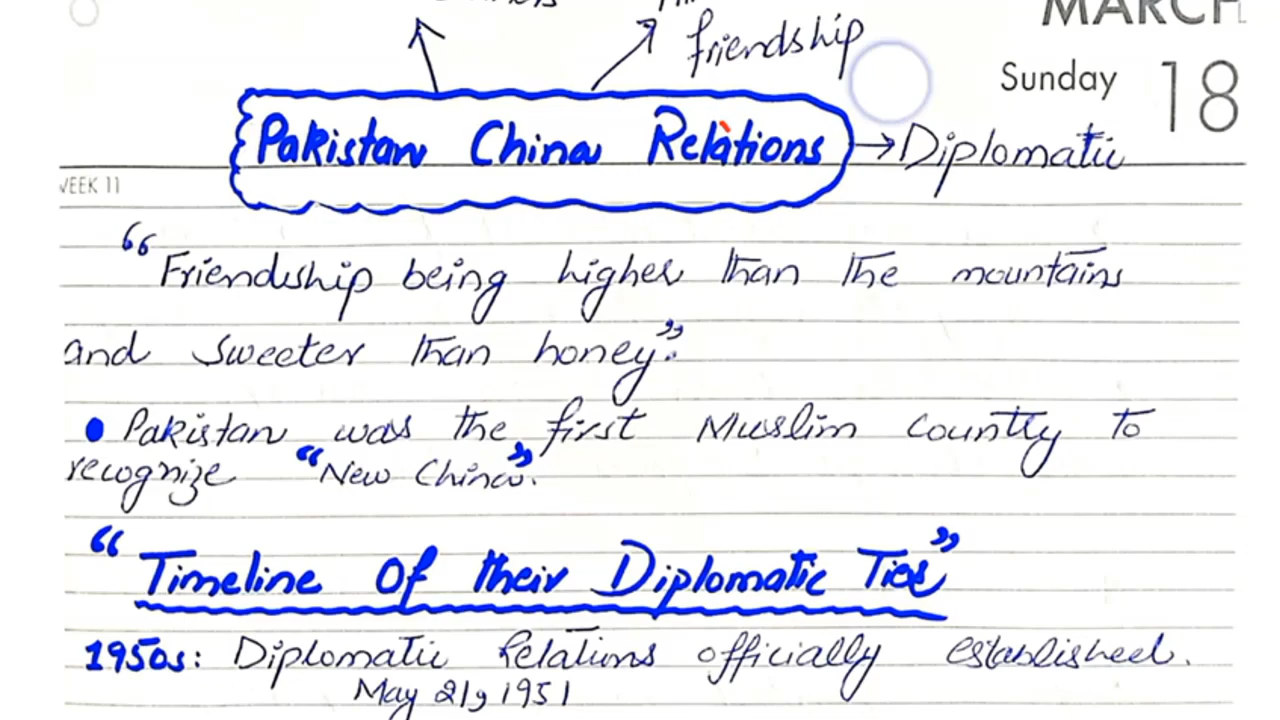 MARCH
friendship
Sunday 18
Pakistan China Relations → Diplomatic
WEEK 11
“Friendship being higher than the mountains
and sweeter than honey”.
• Pakistan was the first Muslim country to
recognize “New China”.
“Timeline Of their Diplomatic Ties”
1950s: Diplomatic Relations officially established.
May 21, 1951